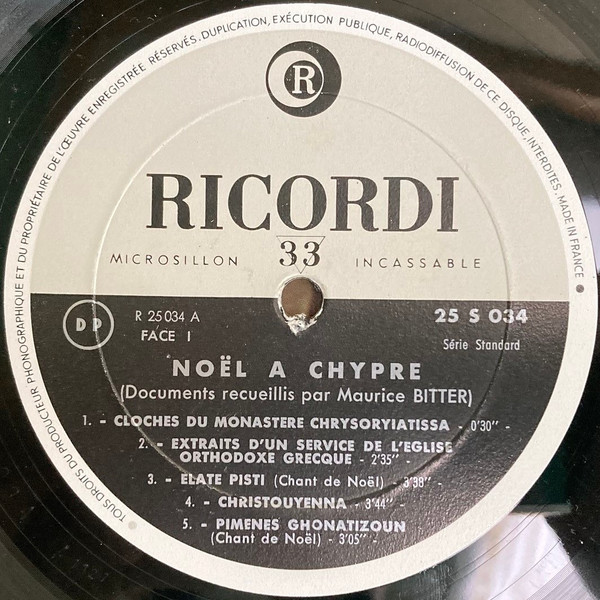 TOUS DROITS DU PRODUCTEUR PHONOGRAPHIQUE ET DU PROPRIÉTAIRE DE L'ŒUVRE ENREGISTRÉE RÉSERVÉS. DUPLICATION, EXÉCUTION PUBLIQUE, RADIODIFFUSION DE CE DISQUE, INTERDITES. MADE IN FRANCE
R
RICORDI
MICROSILLON 33 INCASSABLE
DP R 25034 A 25 S 034
FACE I Série Standard
NOËL A CHYPRE
(Documents recueillis par Maurice BITTER)
1. - CLOCHES DU MONASTERE CHRYSORYIATISSA - 0'30" -
2. - EXTRAITS D'UN SERVICE DE L'EGLISE
ORTHODOXE GRECQUE - 2'35" -
3. - ELATE PISTI (Chant de Noël) - 3'38" -
4. - CHRISTOUYENNA - 3'44" -
5. - PIMENES GHONATIZOUN
(Chant de Noël) - 3'05" -